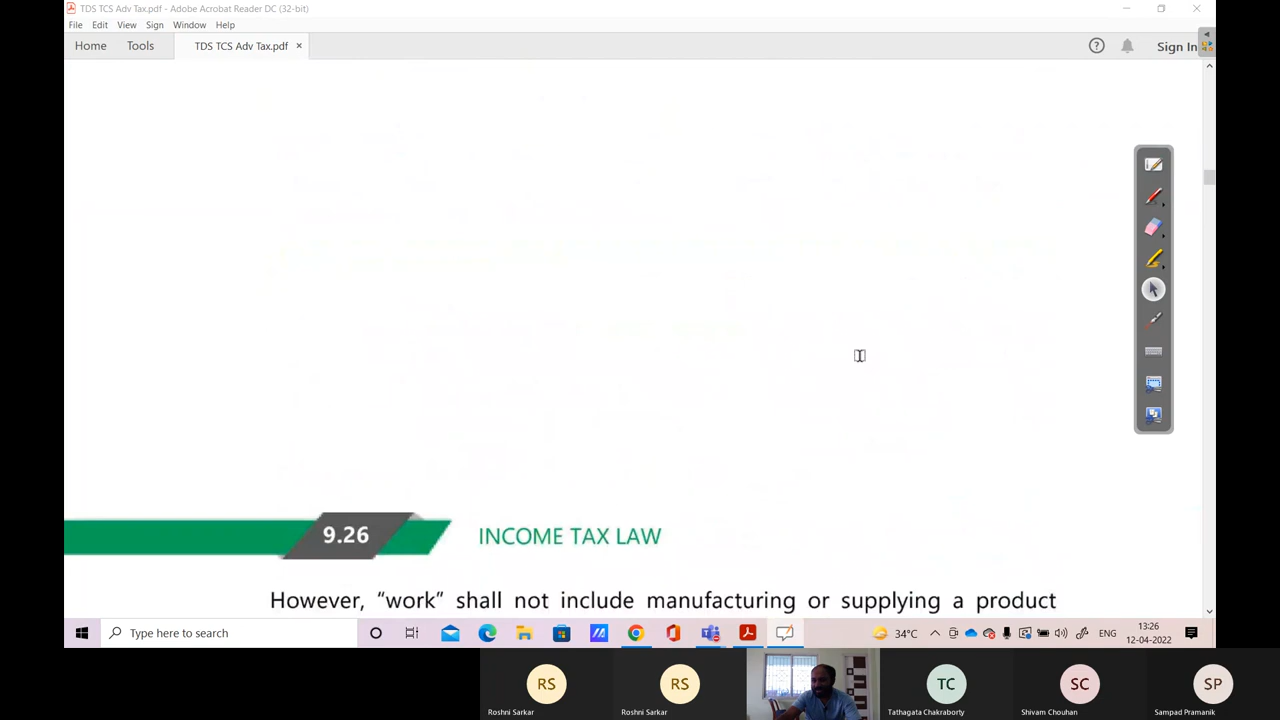 TDS TCS Adv Tax.pdf - Adobe Acrobat Reader DC (32-bit)
File Edit View Sign Window Help
Home Tools TDS TCS Adv Tax.pdf × Sign In
9.26 INCOME TAX LAW
However, “work” shall not include manufacturing or supplying a product
Type here to search 34°C ENG 13:26
12-04-2022
RS RS TC SC SP
Roshni Sarkar Roshni Sarkar Tathagata Chakraborty Shivam Chouhan Sampad Pramanik